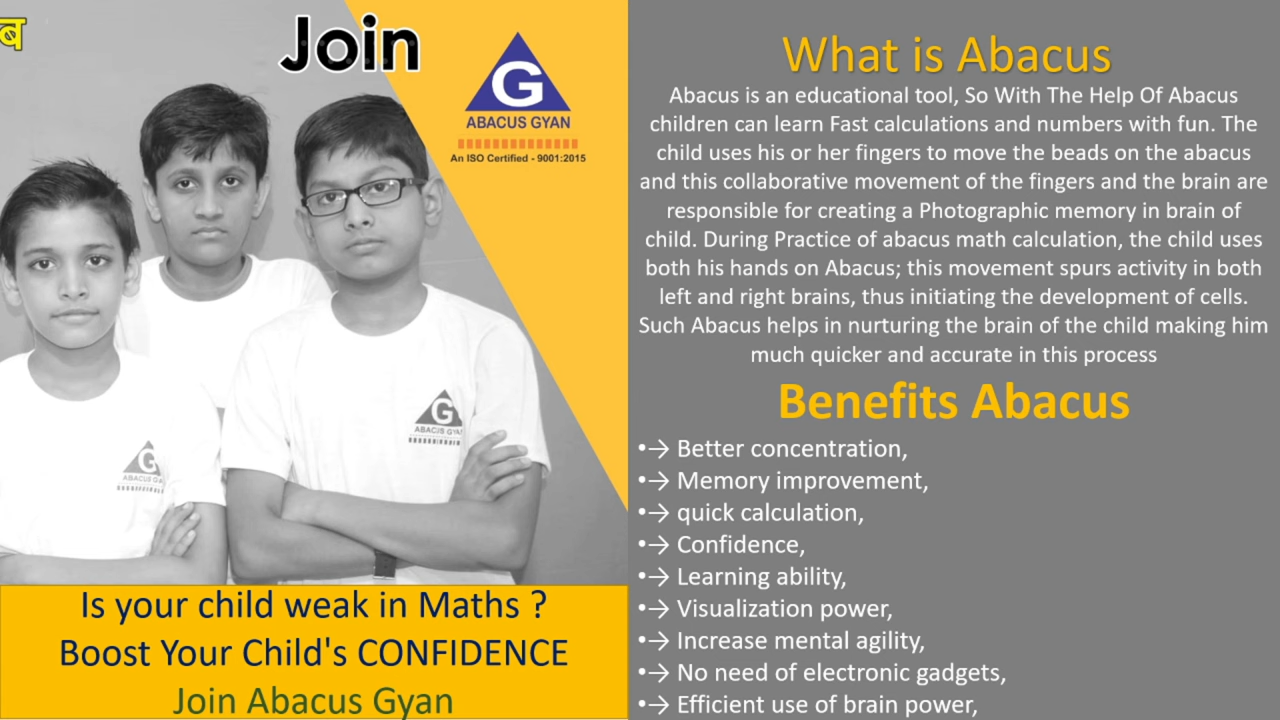 ब
Join
G
ABACUS GYAN
An ISO Certified - 9001:2015
G
ABACUS GYAN
G
ABACUS GA
Is your child weak in Maths ?
Boost Your Child's CONFIDENCE
Join Abacus Gyan
What is Abacus
Abacus is an educational tool, So With The Help Of Abacus
children can learn Fast calculations and numbers with fun. The
child uses his or her fingers to move the beads on the abacus
and this collaborative movement of the fingers and the brain are
responsible for creating a Photographic memory in brain of
child. During Practice of abacus math calculation, the child uses
both his hands on Abacus; this movement spurs activity in both
left and right brains, thus initiating the development of cells.
Such Abacus helps in nurturing the brain of the child making him
much quicker and accurate in this process
Benefits Abacus
•→ Better concentration,
•→ Memory improvement,
•→ quick calculation,
•→ Confidence,
•→ Learning ability,
•→ Visualization power,
•→ Increase mental agility,
•→ No need of electronic gadgets,
•→ Efficient use of brain power,